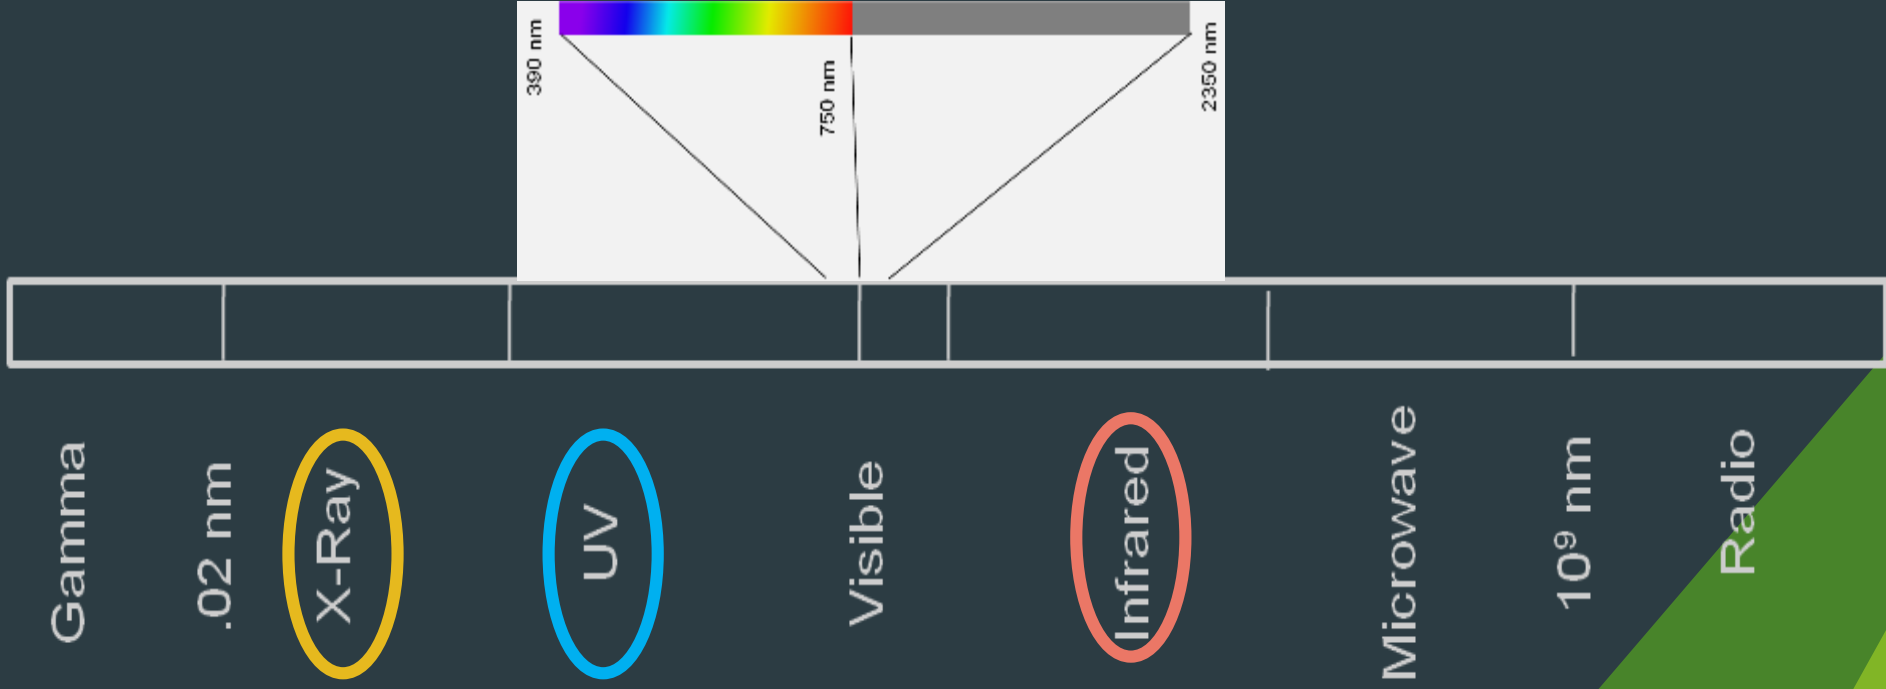 390 nm
750 nm
2350 nm
Gamma
.02 nm
X-Ray
UV
Visible
Infrared
Microwave
10⁹ nm
Radio